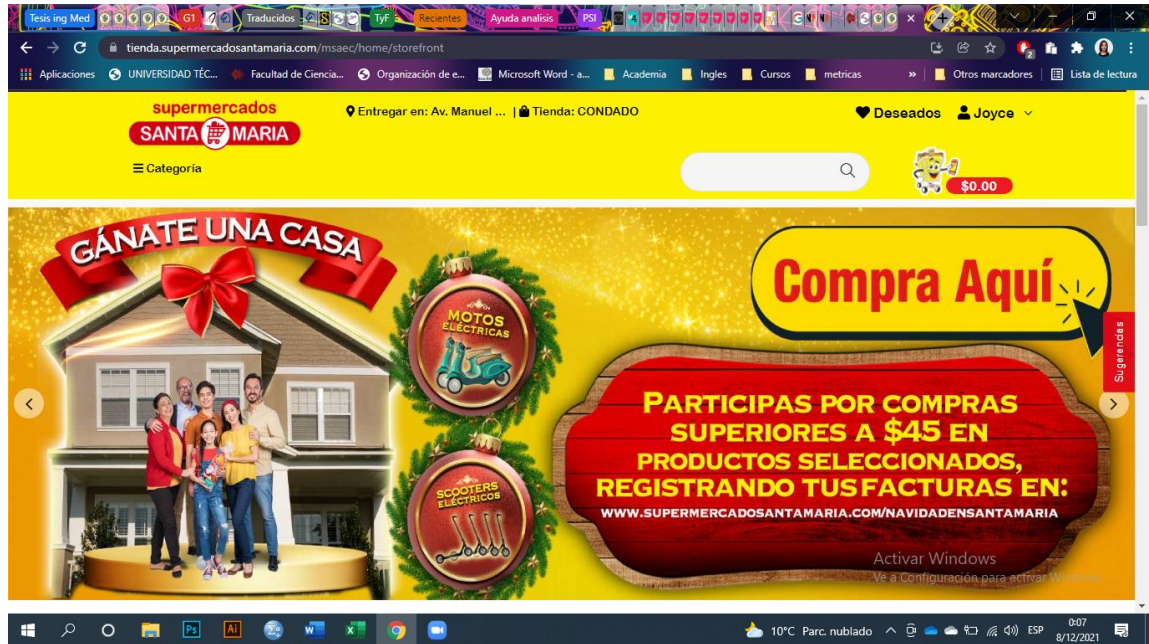 Tesis ing Med
G1
Traducidos
TyF
Recientes
Ayuda analisis
PSI
tienda.supermercadosantamaria.com/msaec/home/storefront
Aplicaciones
UNIVERSIDAD TÉC...
Facultad de Ciencia...
Organización de e...
Microsoft Word - a...
Academia
Ingles
Cursos
metricas
»
Otros marcadores
Lista de lectura
supermercados
SANTA MARIA
Entregar en: Av. Manuel ... | Tienda: CONDADO
Deseados
Joyce
Categoría
$0.00
GÁNATE UNA CASA
MOTOS
ELÉCTRICAS
SCOOTERS
ELÉCTRICOS
Compra Aquí
Sugerencias
PARTICIPAS POR COMPRAS
SUPERIORES A $45 EN
PRODUCTOS SELECCIONADOS,
REGISTRANDO TUS FACTURAS EN:
WWW.SUPERMERCADOSANTAMARIA.COM/NAVIDADENSANTAMARIA
Activar Windows
Ve a Configuración para activar Windows.
Ps
Ai
10°C Parc. nublado
ESP
0:07
8/12/2021